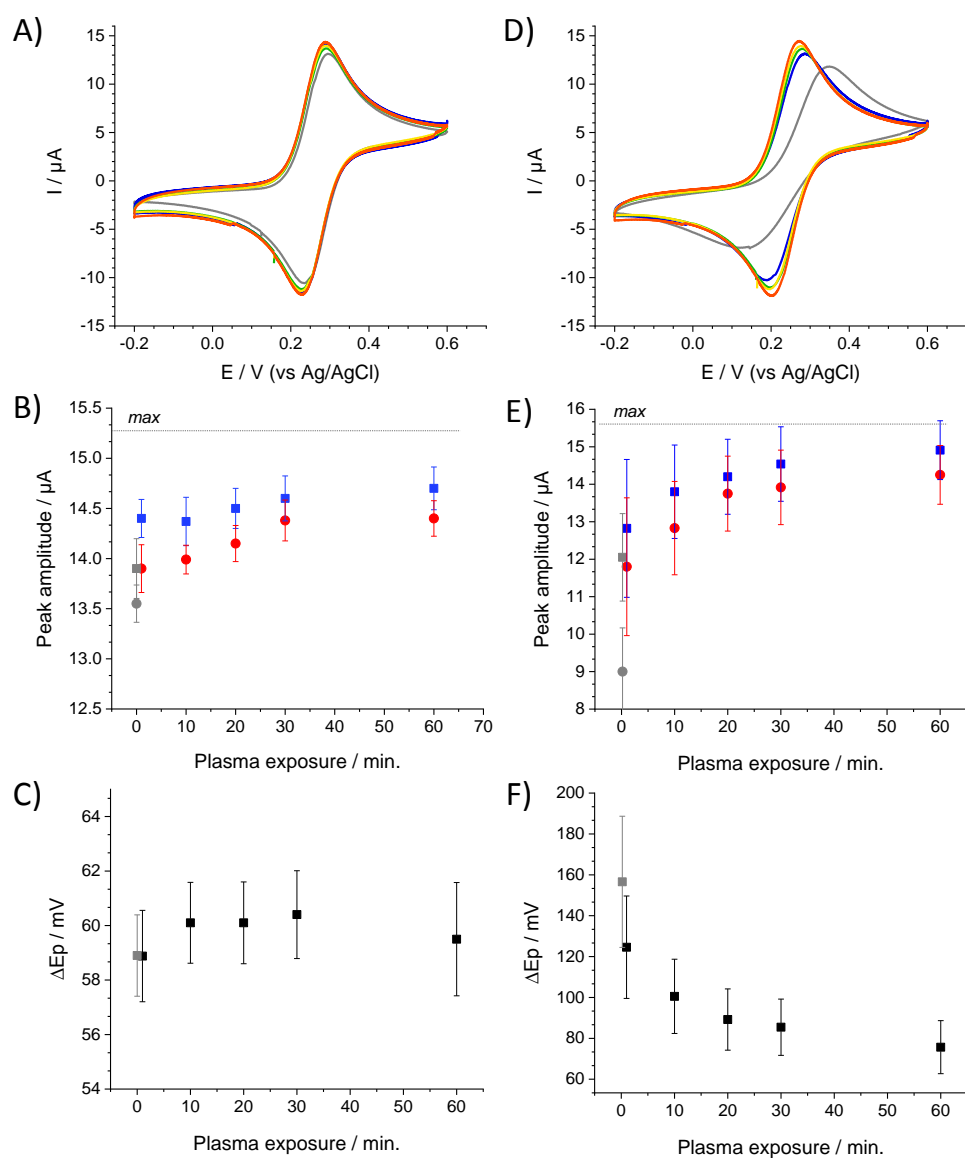 A)
15
10
5
0
-5
-10
-15
I / µA
-0.2 0.0 0.2 0.4 0.6
E / V (vs Ag/AgCl)
D)
15
10
5
0
-5
-10
-15
I / µA
-0.2 0.0 0.2 0.4 0.6
E / V (vs Ag/AgCl)
B)
max
15.5
15.0
14.5
14.0
13.5
13.0
12.5
Peak amplitude / µA
0 10 20 30 40 50 60 70
Plasma exposure / min.
E)
max
16
15
14
13
12
11
10
9
8
Peak amplitude / µA
0 10 20 30 40 50 60
Plasma exposure / min.
C)
64
62
60
58
56
54
ΔEp / mV
0 10 20 30 40 50 60
Plasma exposure / min.
F)
200
180
160
140
120
100
80
60
ΔEp / mV
0 10 20 30 40 50 60
Plasma exposure / min.